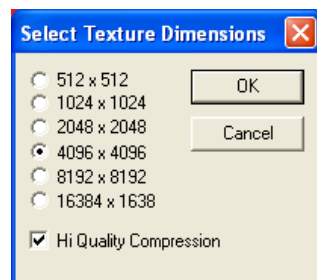 Select Texture Dimensions
512 x 512
OK
1024 x 1024
2048 x 2048
Cancel
4096 x 4096
8192 x 8192
16384 x 1638
Hi Quality Compression